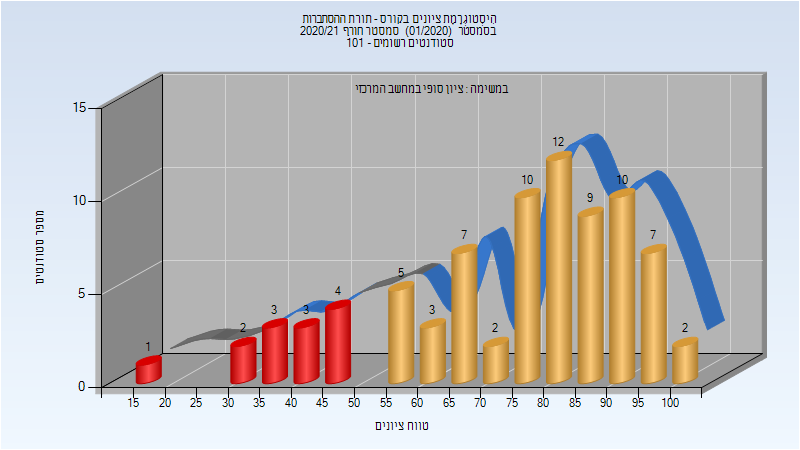 היסטוגרמת ציונים בקורס - תורת ההסתברות
בסמסטר (01/2020) סמסטר חורף 2020/21
סטודנטים רשומים - 101
במשימה : ציון סופי במחשב המרכזי
מספר סטודנטים
15
10
5
0
1
2
3
3
4
5
3
7
2
10
12
9
10
7
2
15 20 25 30 35 40 45 50 55 60 65 70 75 80 85 90 95 100
טווח ציונים